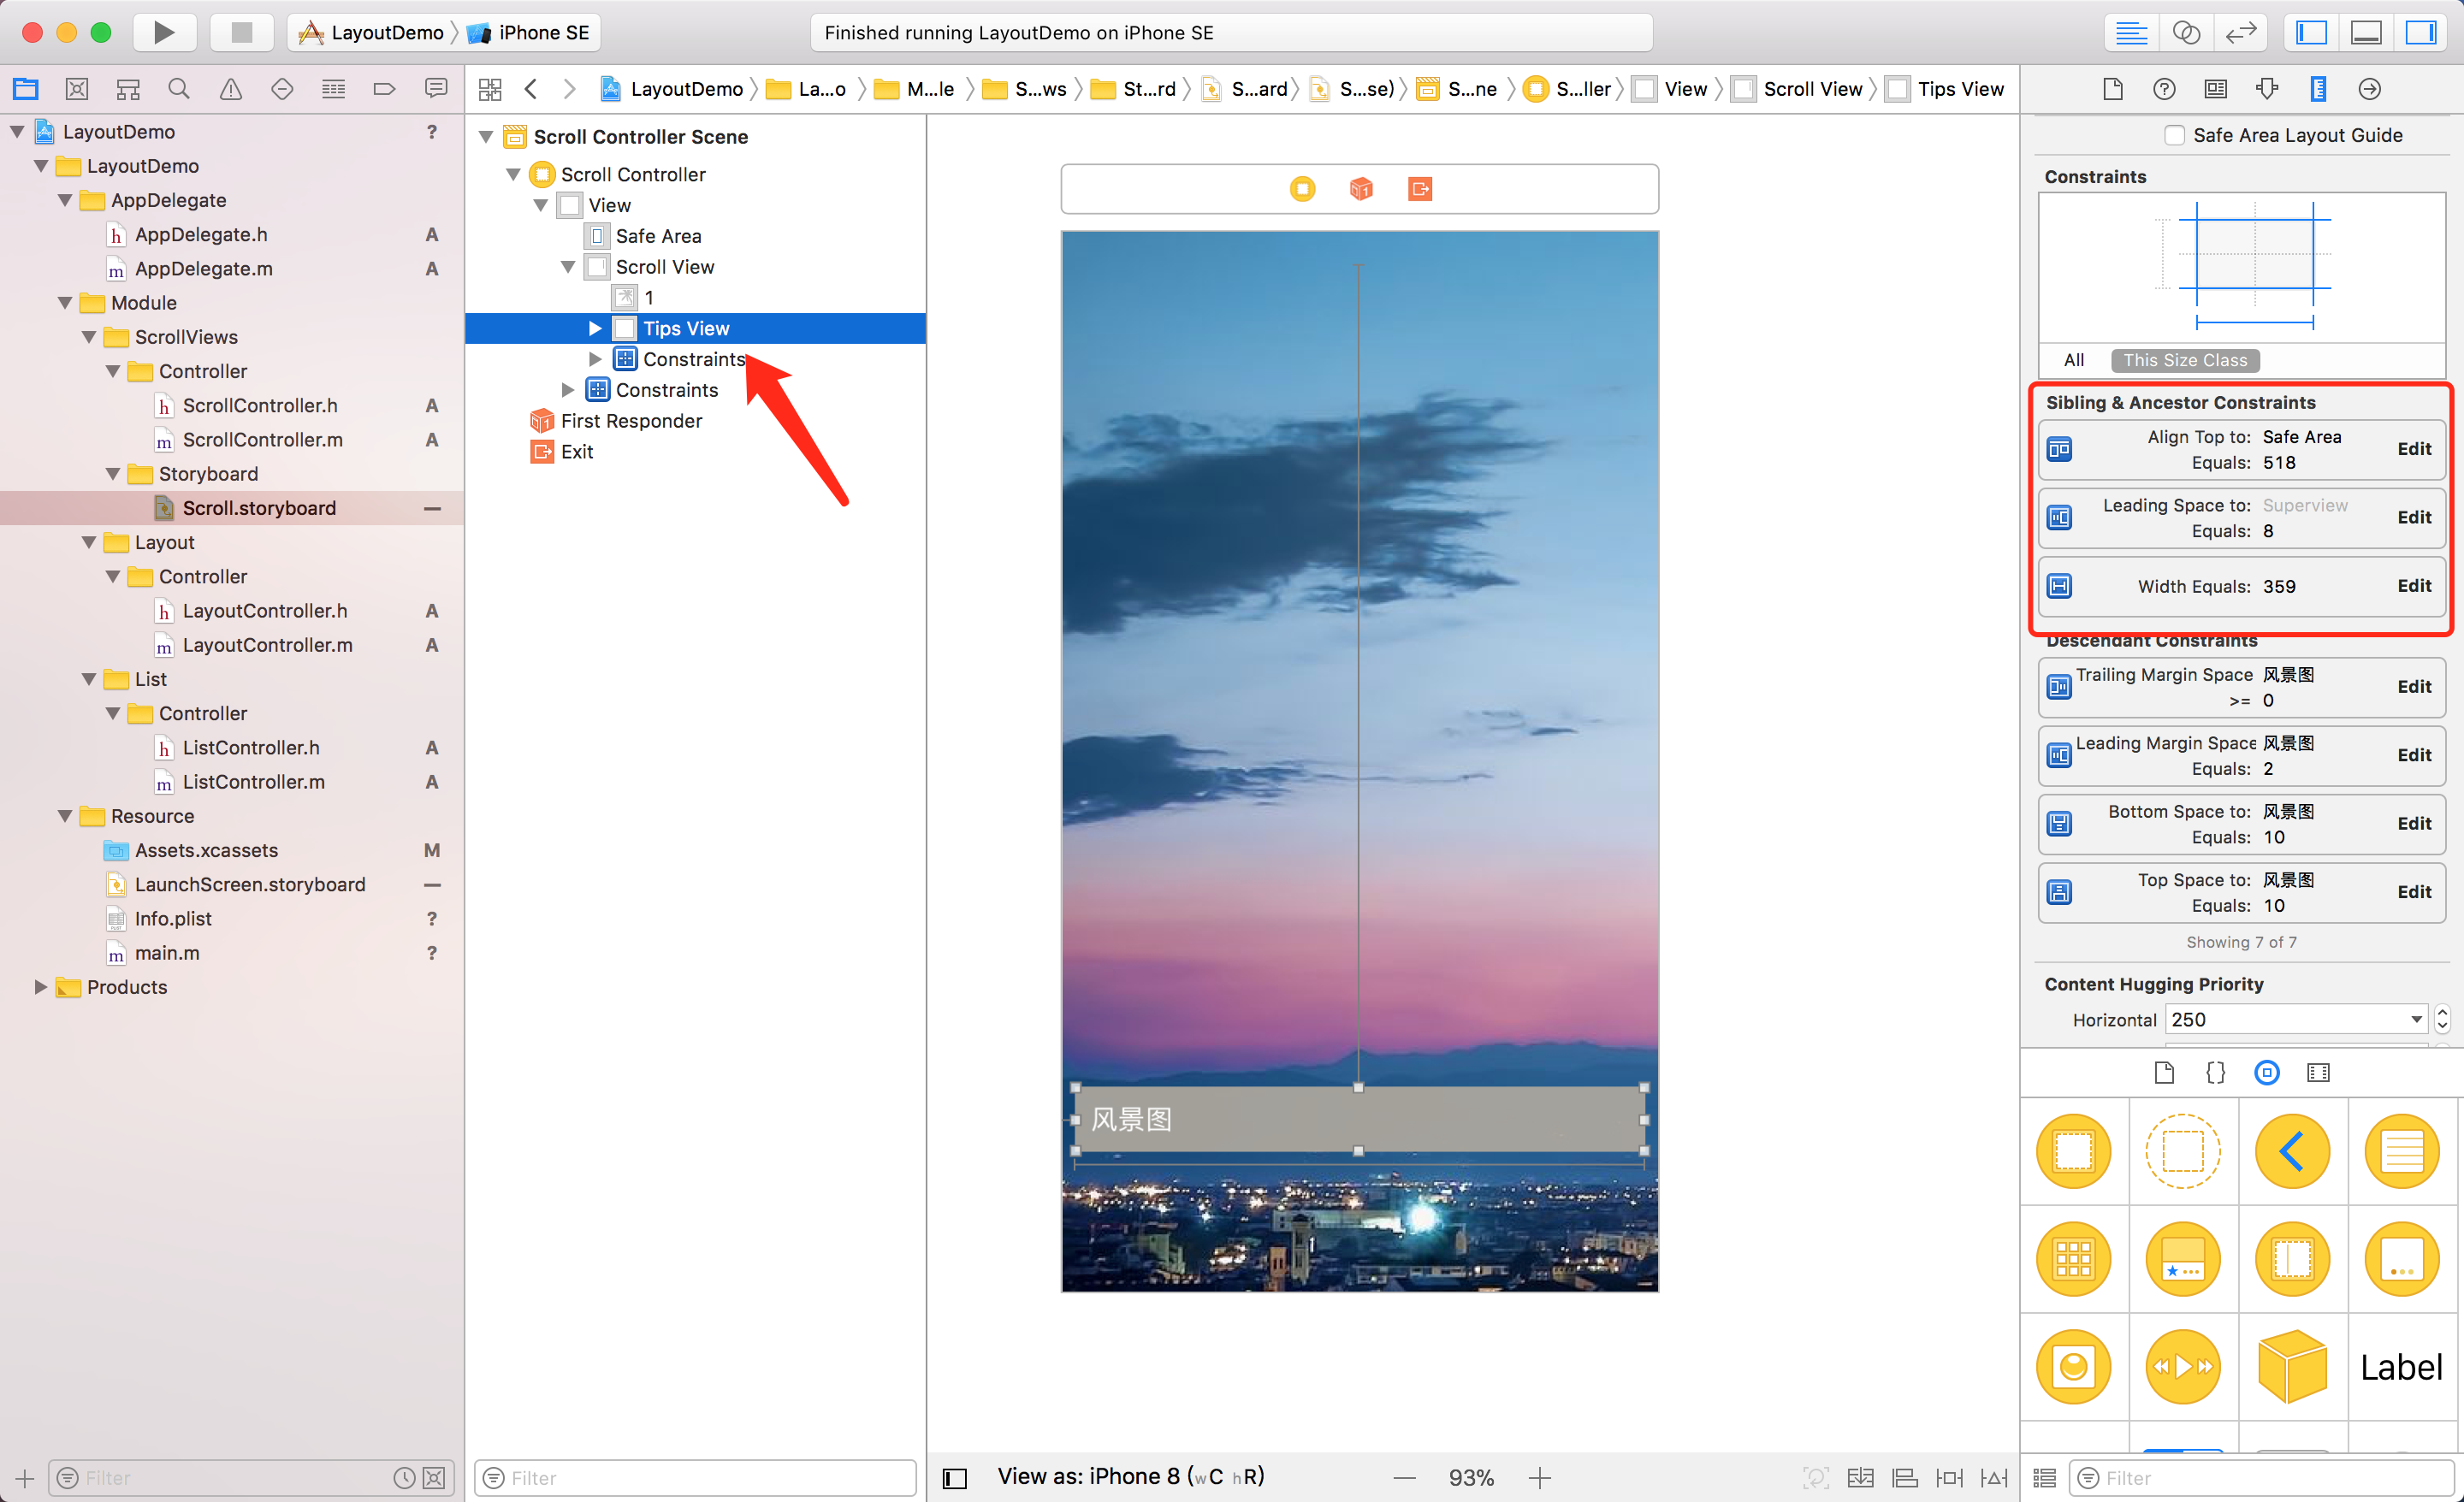 LayoutDemo 〉 iPhone SE
Finished running LayoutDemo on iPhone SE
LayoutDemo 〉 La...o 〉 M...le 〉 S...ws 〉 St...rd 〉 S...ard 〉 S...se) 〉 S...ne 〉 S...ller 〉 View 〉 Scroll View 〉 Tips View
LayoutDemo ?
LayoutDemo
AppDelegate
AppDelegate.h A
AppDelegate.m A
Module
ScrollViews
Controller
ScrollController.h A
ScrollController.m A
Storyboard
Scroll.storyboard —
Layout
Controller
LayoutController.h A
LayoutController.m A
List
Controller
ListController.h A
ListController.m A
Resource
Assets.xcassets M
LaunchScreen.storyboard —
Info.plist ?
main.m ?
Products
Filter
Scroll Controller Scene
Scroll Controller
View
Safe Area
Scroll View
1
Tips View
Constraints
Constraints
First Responder
Exit
Filter
风景图
View as: iPhone 8 (wC hR)
93%
Safe Area Layout Guide
Constraints
All This Size Class
Sibling & Ancestor Constraints
Align Top to: Safe Area
Equals: 518
Edit
Leading Space to: Superview
Equals: 8
Edit
Width Equals: 359
Edit
Descendant Constraints
Trailing Margin Space 风景图
>= 0
Edit
Leading Margin Space 风景图
Equals: 2
Edit
Bottom Space to: 风景图
Equals: 10
Edit
Top Space to: 风景图
Equals: 10
Edit
Showing 7 of 7
Content Hugging Priority
Horizontal 250
{}
Label
Filter